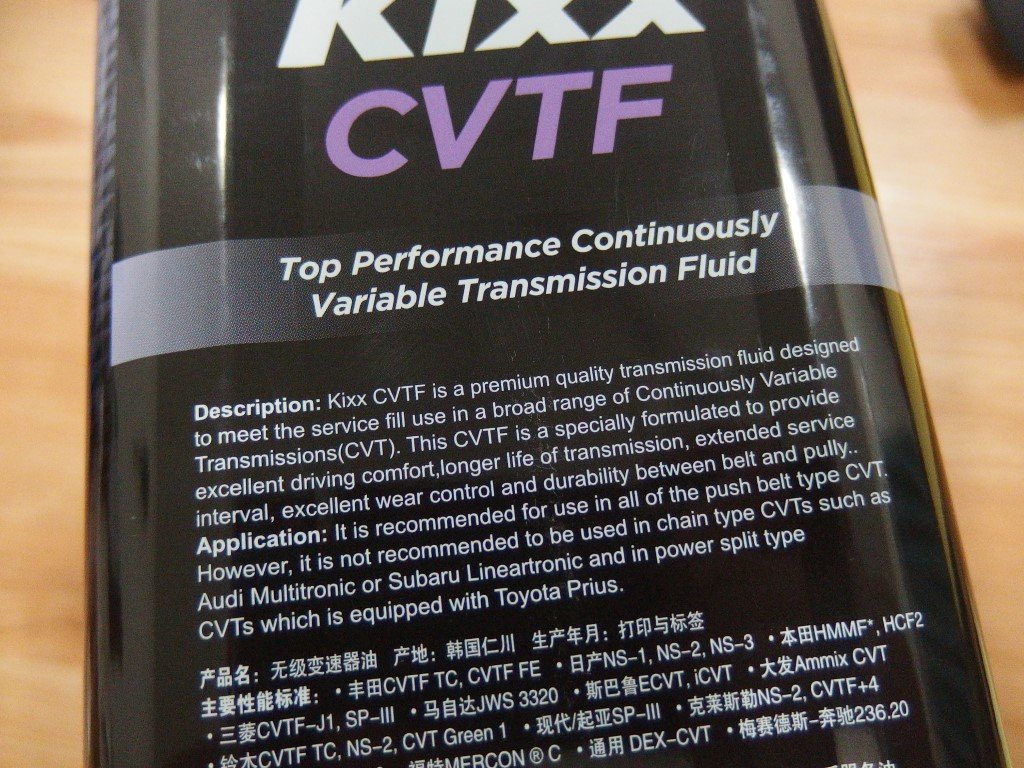 Kixx
CVTF
Top Performance Continuously
Variable Transmission Fluid
Description: Kixx CVTF is a premium quality transmission fluid designed
to meet the service fill use in a broad range of Continuously Variable
Transmissions(CVT). This CVTF is a specially formulated to provide
excellent driving comfort,longer life of transmission, extended service
interval, excellent wear control and durability between belt and pully..
Application: It is recommended for use in all of the push belt type CVT.
However, it is not recommended to be used in chain type CVTs such as
Audi Multitronic or Subaru Lineartronic and in power split type
CVTs which is equipped with Toyota Prius.
产品名：无级变速器油 产地：韩国仁川 生产年月：打印与标签
主要性能标准：・丰田CVTF TC, CVTF FE ・日产NS-1, NS-2, NS-3 ・本田HMMF*, HCF2
・三菱CVTF-J1, SP-III ・马自达JWS 3320 ・斯巴鲁ECVT, iCVT ・大发Ammix CVT
・铃木CVTF TC, NS-2, CVT Green 1 ・现代/起亚SP-III ・克莱斯勒NS-2, CVTF+4
福特MERCON ® C ・通用 DEX-CVT ・梅赛德斯-奔驰236.20